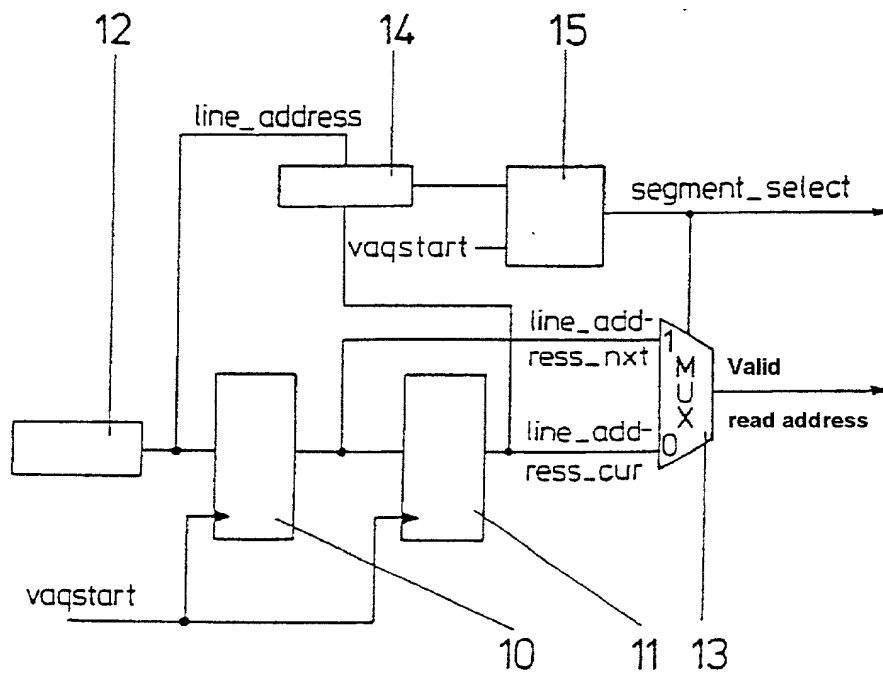 12
14
15
line_address
segment_select
vaqstart
line_add-
ress_nxt
1
MUX
0
Valid
read address
line_add-
ress_cur
vaqstart
10
11
13